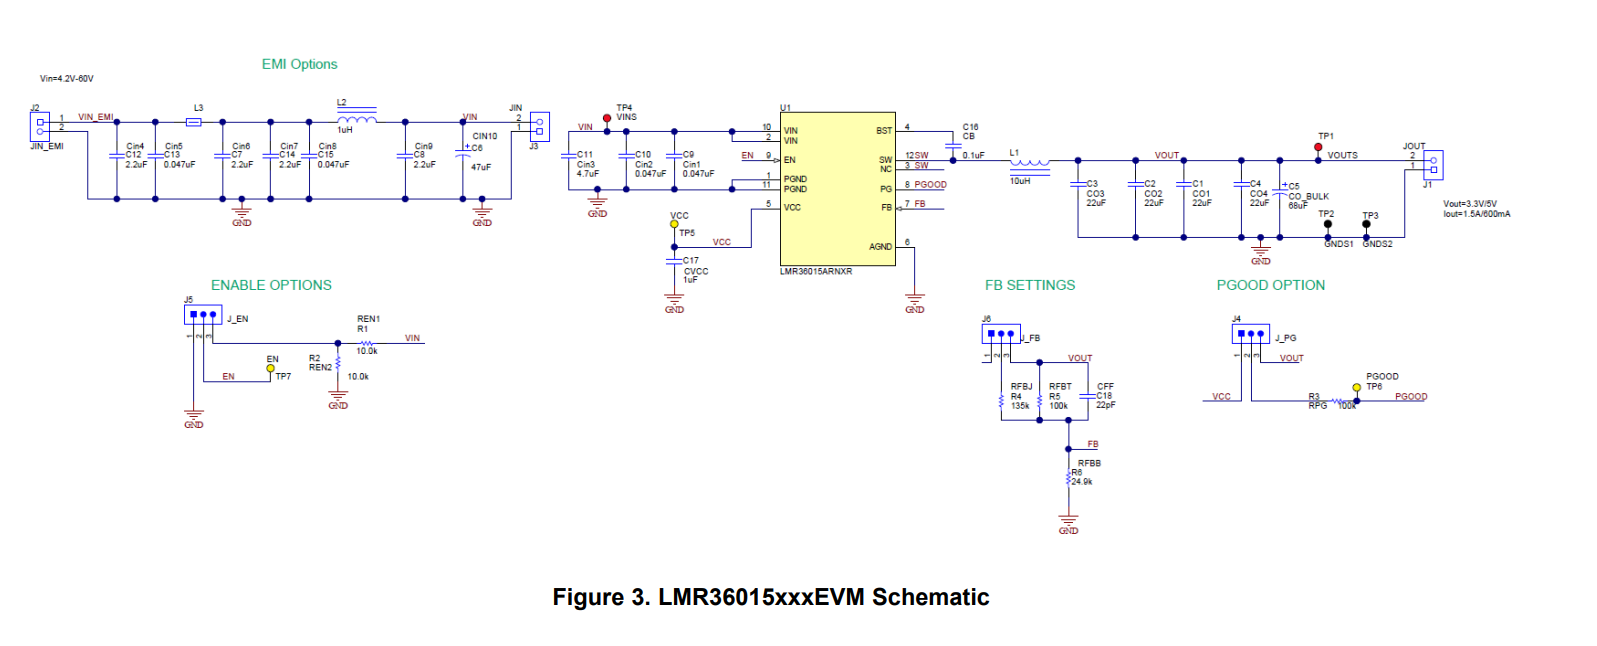 EMI Options
Vin=4.2V-60V
J2
1
2
JIN_EMI
VIN_EMI
L3
L2
1uH
VIN
JIN
2
1
J3
Cin4
C12
2.2uF
Cin5
C13
0.047uF
Cin6
C7
2.2uF
Cin7
C14
2.2uF
Cin8
C15
0.047uF
Cin9
C8
2.2uF
CIN10
+
C6
47uF
GND
GND
TP4
VINS
VIN
C11
Cin3
4.7uF
C10
Cin2
0.047uF
C9
Cin1
0.047uF
GND
EN
VCC
TP5
VCC
C17
CVCC
1uF
GND
U1
10 VIN
2 VIN
9 EN
1 PGND
11 PGND
5 VCC
BST 4
SW 12 SW
NC 3 SW
PG 8 PGOOD
FB 7 FB
AGND 6
LMR36015ARNXR
GND
C16
CB
0.1uF
L1
10uH
VOUT
TP1
VOUTS
C3
CO3
22uF
C2
CO2
22uF
C1
CO1
22uF
C4
CO4
22uF
+
C5
CO_BULK
68uF
TP2
GNDS1
TP3
GNDS2
GND
JOUT
2
1
J1
Vout=3.3V/5V
Iout=1.5A/600mA
ENABLE OPTIONS
J5
J_EN
1
2
3
REN1
R1
10.0k
VIN
R2
REN2
10.0k
GND
EN
TP7
EN
GND
FB SETTINGS
J6
J_FB
1
2
3
VOUT
RFBJ
R4
135k
RFBT
R5
100k
CFF
C18
22pF
FB
RFBB
R6
24.9k
GND
PGOOD OPTION
J4
J_PG
1
2
3
VOUT
VCC
R3
RPG
100k
PGOOD
TP6
PGOOD
Figure 3. LMR36015xxxEVM Schematic